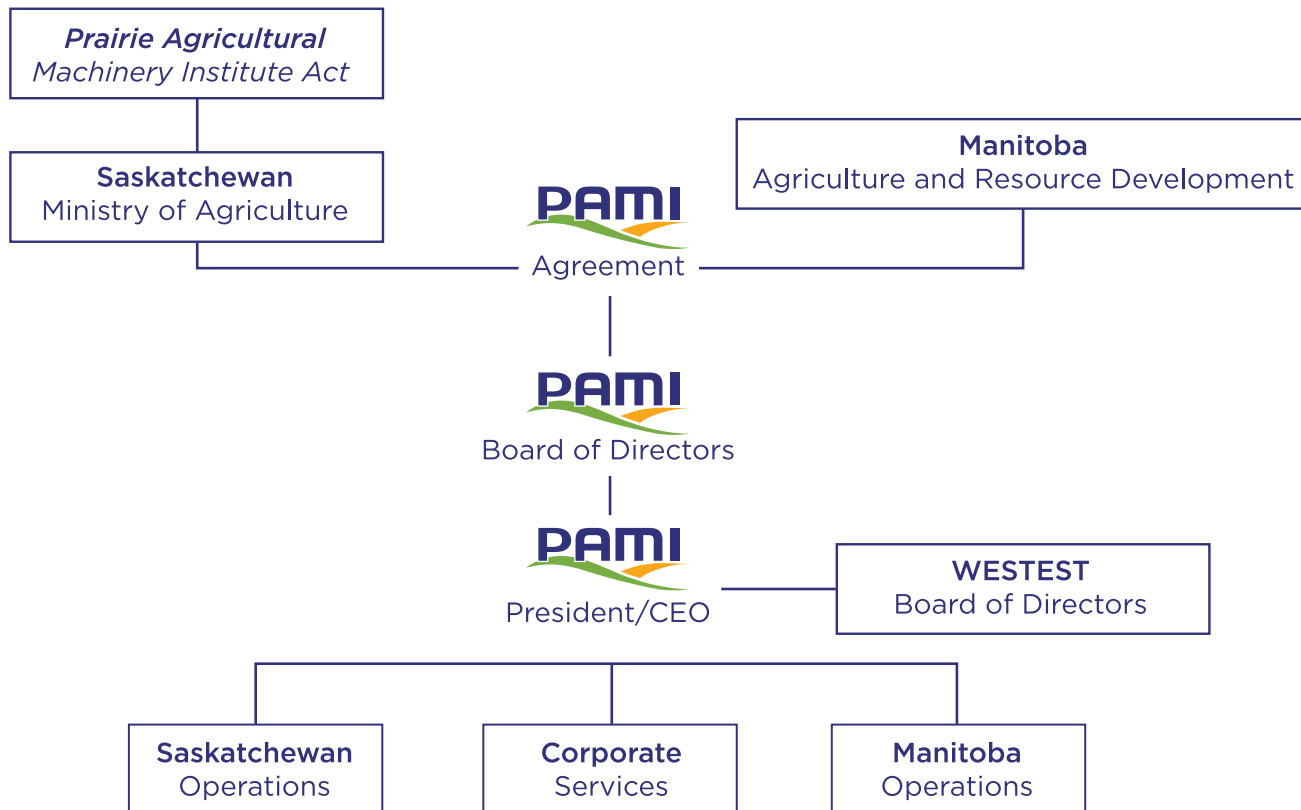 Prairie Agricultural
Machinery Institute Act
Saskatchewan
Ministry of Agriculture
Manitoba
Agriculture and Resource Development
PAMI
Agreement
PAMI
Board of Directors
PAMI
President/CEO
WESTEST
Board of Directors
Saskatchewan
Operations
Corporate
Services
Manitoba
Operations